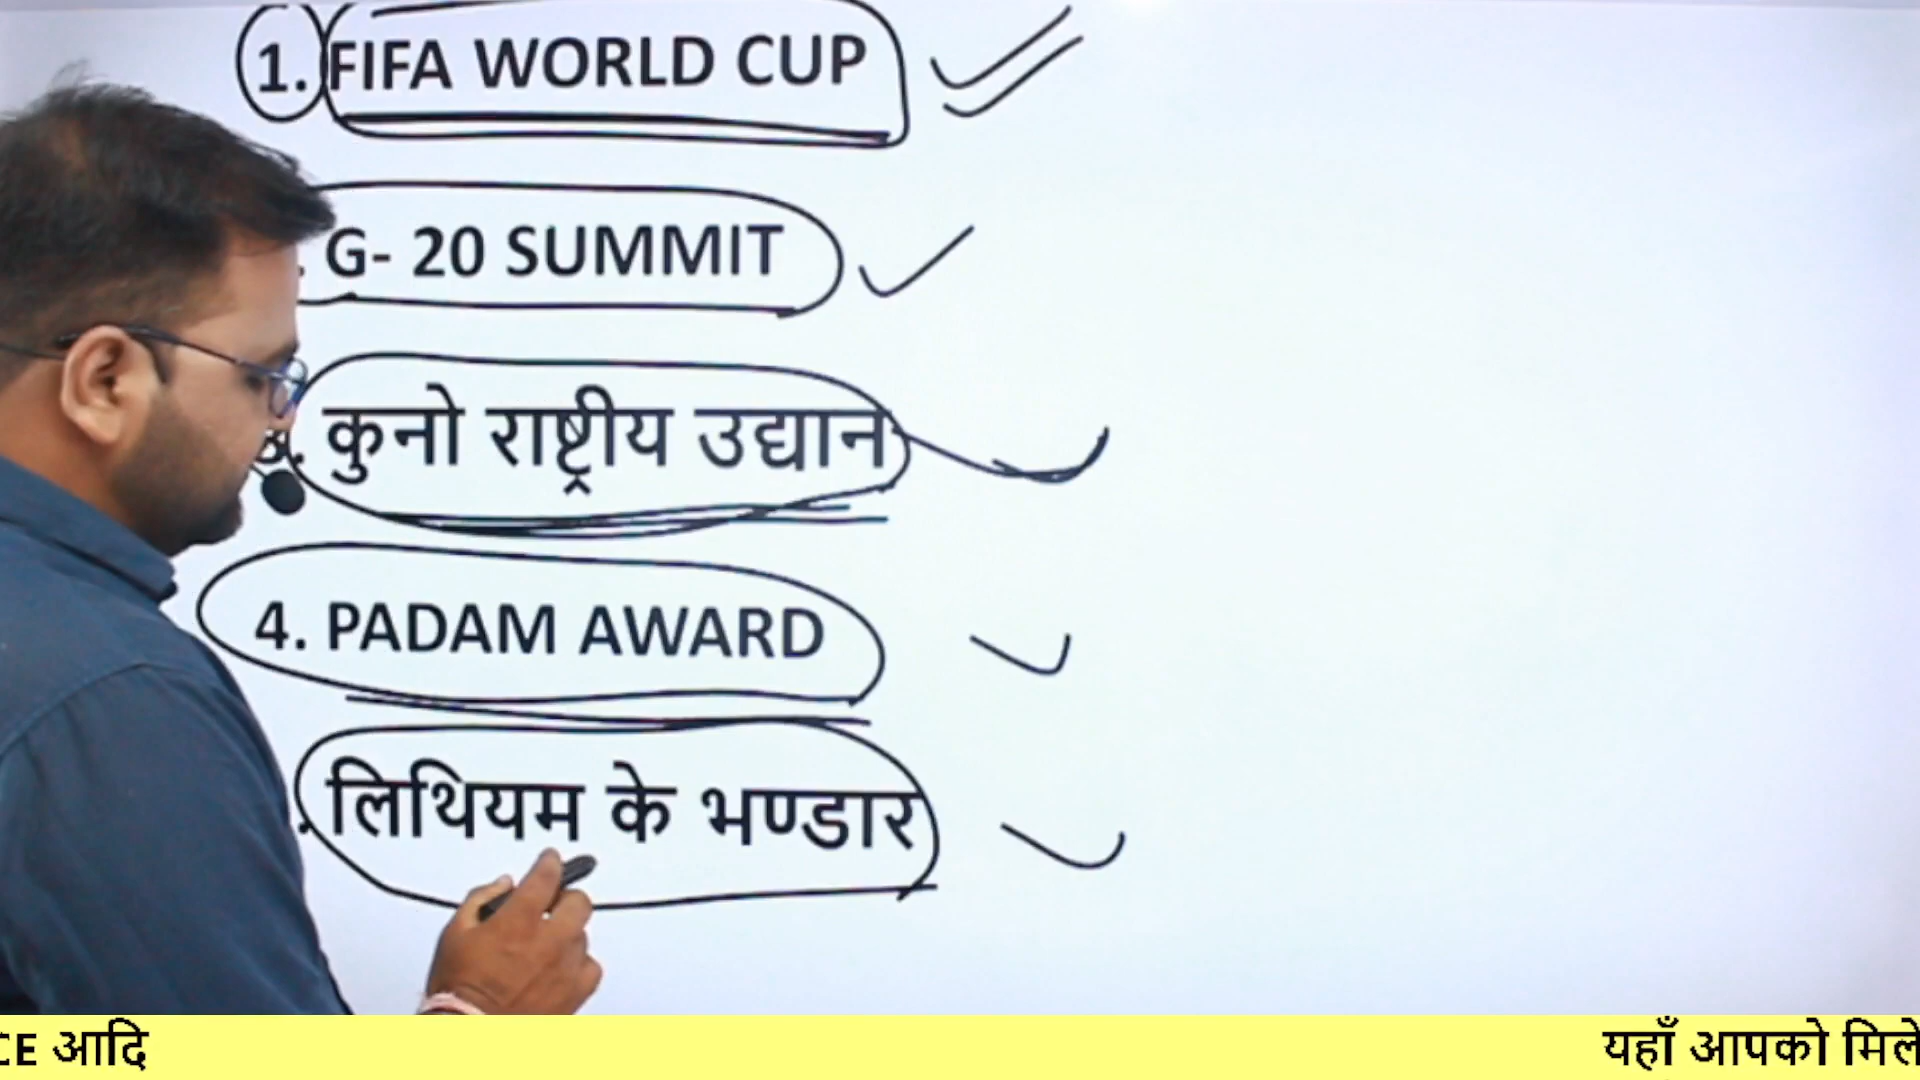 1. FIFA WORLD CUP
. G- 20 SUMMIT
. कुनो राष्ट्रीय उद्यान
4. PADAM AWARD
. लिथियम के भण्डार
CE आदि यहाँ आपको मिले